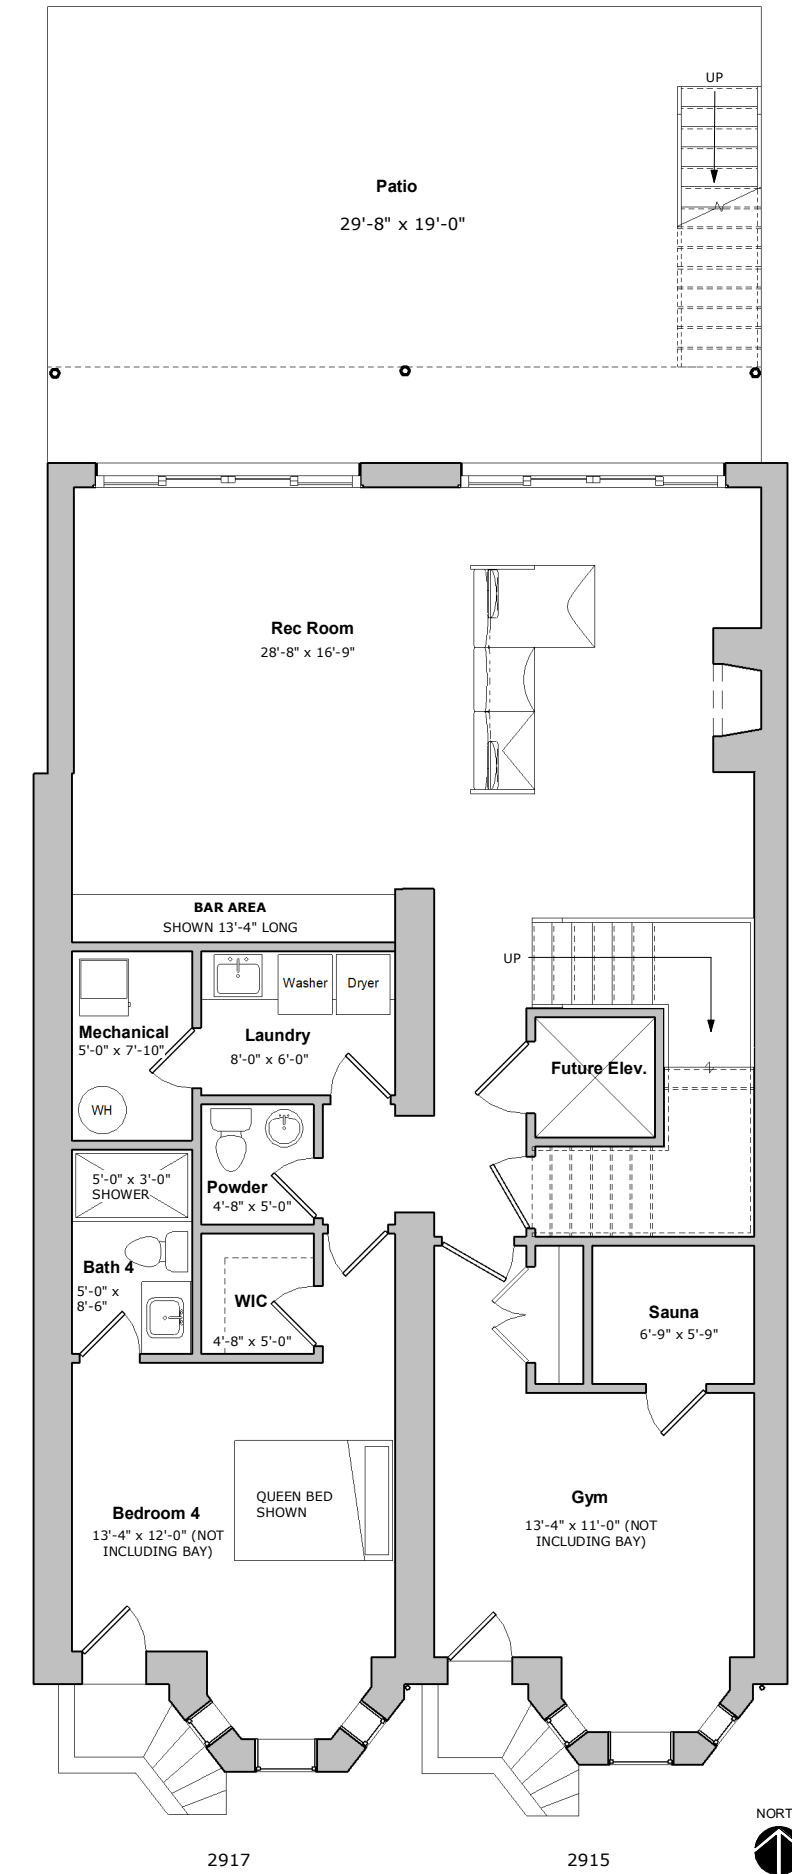 UP
Patio
29'-8" x 19'-0"
Rec Room
28'-8" x 16'-9"
BAR AREA
SHOWN 13'-4" LONG
UP
Washer
Dryer
Mechanical
5'-0" x 7'-10"
Laundry
8'-0" x 6'-0"
Future Elev.
WH
5'-0" x 3'-0"
SHOWER
Powder
4'-8" x 5'-0"
Bath 4
5'-0" x
8'-6"
WIC
4'-8" x 5'-0"
Sauna
6'-9" x 5'-9"
QUEEN BED
SHOWN
Bedroom 4
13'-4" x 12'-0" (NOT
INCLUDING BAY)
Gym
13'-4" x 11'-0" (NOT
INCLUDING BAY)
NORT
2917
2915